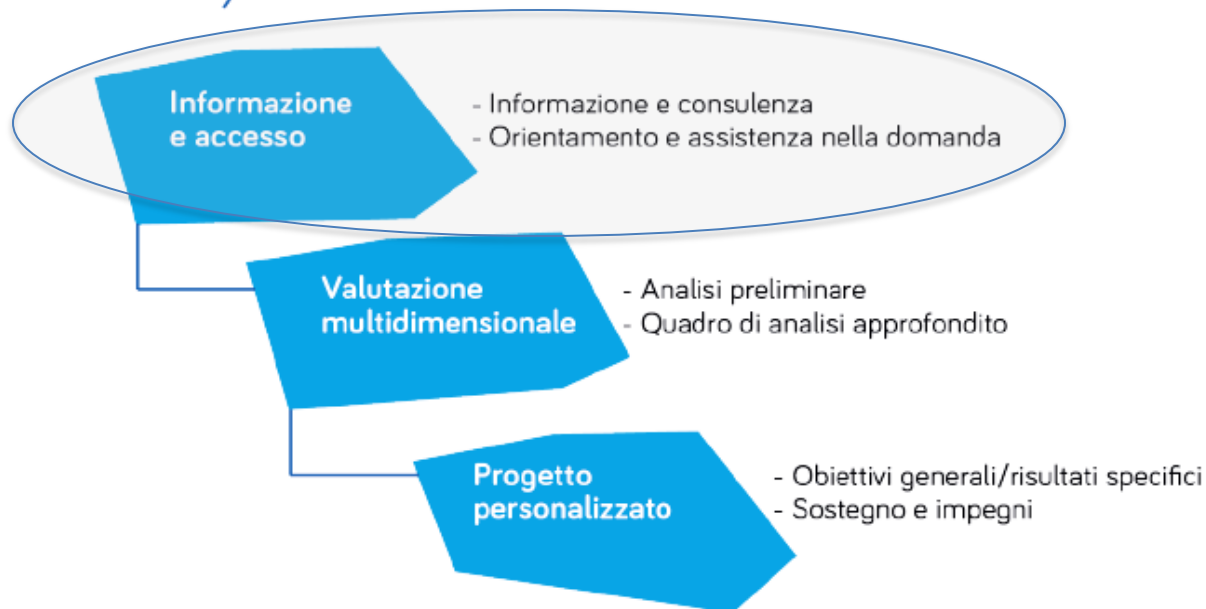 Informazione
e accesso
- Informazione e consulenza
- Orientamento e assistenza nella domanda
Valutazione
multidimensionale
- Analisi preliminare
- Quadro di analisi approfondito
Progetto
personalizzato
- Obiettivi generali/risultati specifici
- Sostegno e impegni